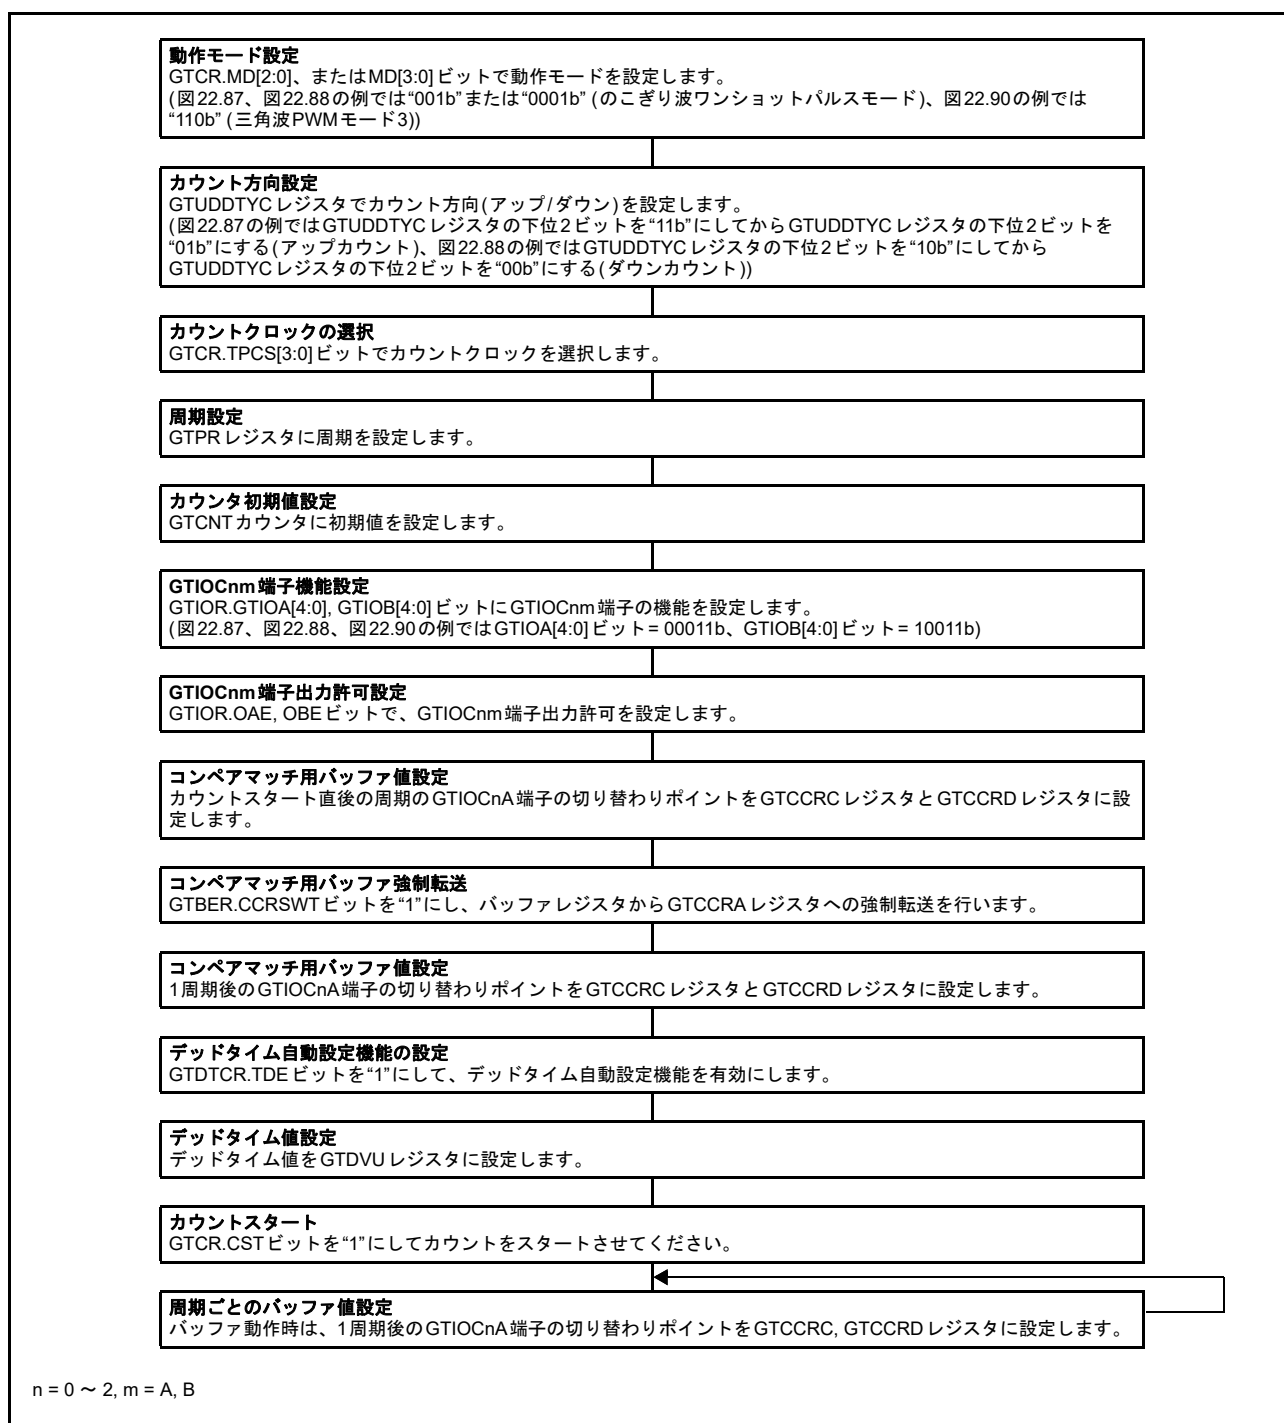 動作モード設定
GTCR.MD[2:0]、またはMD[3:0]ビットで動作モードを設定します。
(図22.87、図22.88の例では“001b”または“0001b” (のこぎり波ワンショットパルスモード)、図22.90の例では
“110b” (三角波PWMモード3))
カウント方向設定
GTUDDTYCレジスタでカウント方向(アップ/ダウン)を設定します。
(図22.87の例ではGTUDDTYCレジスタの下位2ビットを“11b”にしてからGTUDDTYCレジスタの下位2ビットを
“01b”にする(アップカウント)、図22.88の例ではGTUDDTYCレジスタの下位2ビットを“10b”にしてから
GTUDDTYCレジスタの下位2ビットを“00b”にする(ダウンカウント))
カウントクロックの選択
GTCR.TPCS[3:0]ビットでカウントクロックを選択します。
周期設定
GTPRレジスタに周期を設定します。
カウンタ初期値設定
GTCNTカウンタに初期値を設定します。
GTIOCnm端子機能設定
GTIOR.GTIOA[4:0], GTIOB[4:0]ビットにGTIOCnm端子の機能を設定します。
(図22.87、図22.88、図22.90の例ではGTIOA[4:0]ビット= 00011b、GTIOB[4:0]ビット= 10011b)
GTIOCnm端子出力許可設定
GTIOR.OAE, OBEビットで、GTIOCnm端子出力許可を設定します。
コンペアマッチ用バッファ値設定
カウントスタート直後の周期のGTIOCnA端子の切り替わりポイントをGTCCRCレジスタとGTCCRDレジスタに設
定します。
コンペアマッチ用バッファ強制転送
GTBER.CCRSWTビットを“1”にし、バッファレジスタからGTCCRAレジスタへの強制転送を行います。
コンペアマッチ用バッファ値設定
1周期後のGTIOCnA端子の切り替わりポイントをGTCCRCレジスタとGTCCRDレジスタに設定します。
デッドタイム自動設定機能の設定
GTDTCR.TDEビットを“1”にして、デッドタイム自動設定機能を有効にします。
デッドタイム値設定
デッドタイム値をGTDVUレジスタに設定します。
カウントスタート
GTCR.CSTビットを“1”にしてカウントをスタートさせてください。
周期ごとのバッファ値設定
バッファ動作時は、1周期後のGTIOCnA端子の切り替わりポイントをGTCCRC, GTCCRDレジスタに設定します。
n = 0 ～ 2, m = A, B